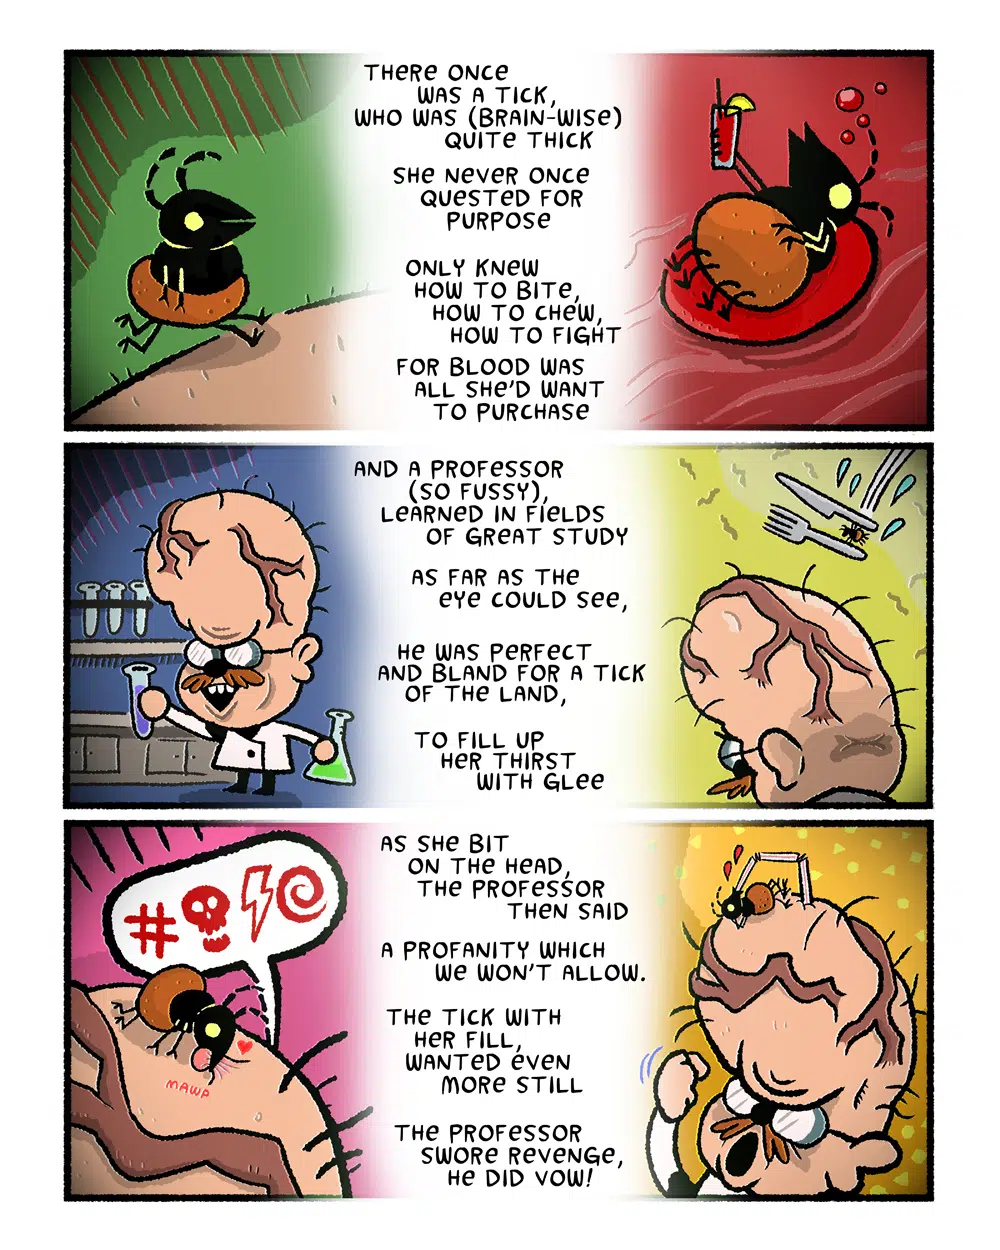 THERE ONCE
WAS A TICK,
WHO WAS (BRAIN-WISE)
QUITE THICK
SHE NEVER ONCE
QUESTED FOR
PURPOSE
ONLY KNEW
HOW TO BITE,
HOW TO CHEW,
HOW TO FIGHT
FOR BLOOD WAS
ALL SHE'D WANT
TO PURCHASE
AND A PROFESSOR
(SO FUSSY),
LEARNED IN FIELDS
OF GREAT STUDY
AS FAR AS THE
EYE COULD SEE,
HE WAS PERFECT
AND BLAND FOR A TICK
OF THE LAND,
TO FILL UP
HER THIRST
WITH GLEE
AS SHE BIT
ON THE HEAD,
THE PROFESSOR
THEN SAID
A PROFANITY WHICH
WE WON'T ALLOW.
THE TICK WITH
HER FILL,
WANTED EVEN
MORE STILL
THE PROFESSOR
SWORE REVENGE,
HE DID VOW!
#
MAWP